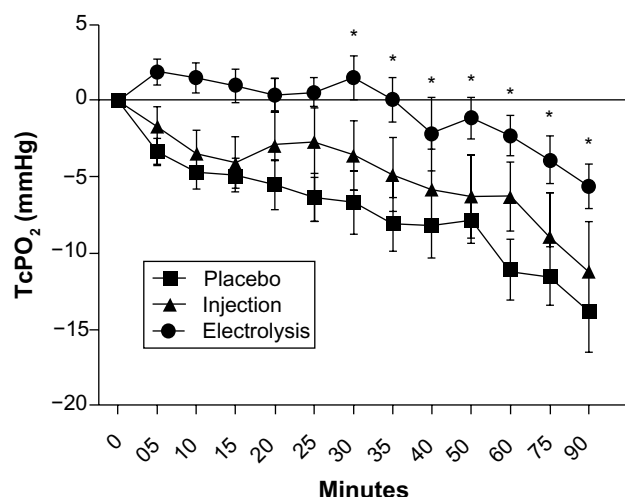 5
* * * * * * *
0
−5
−10
−15
−20
TcPO2 (mmHg)
Placebo
Injection
Electrolysis
0 05 10 15 20 25 30 35 40 50 60 75 90
Minutes